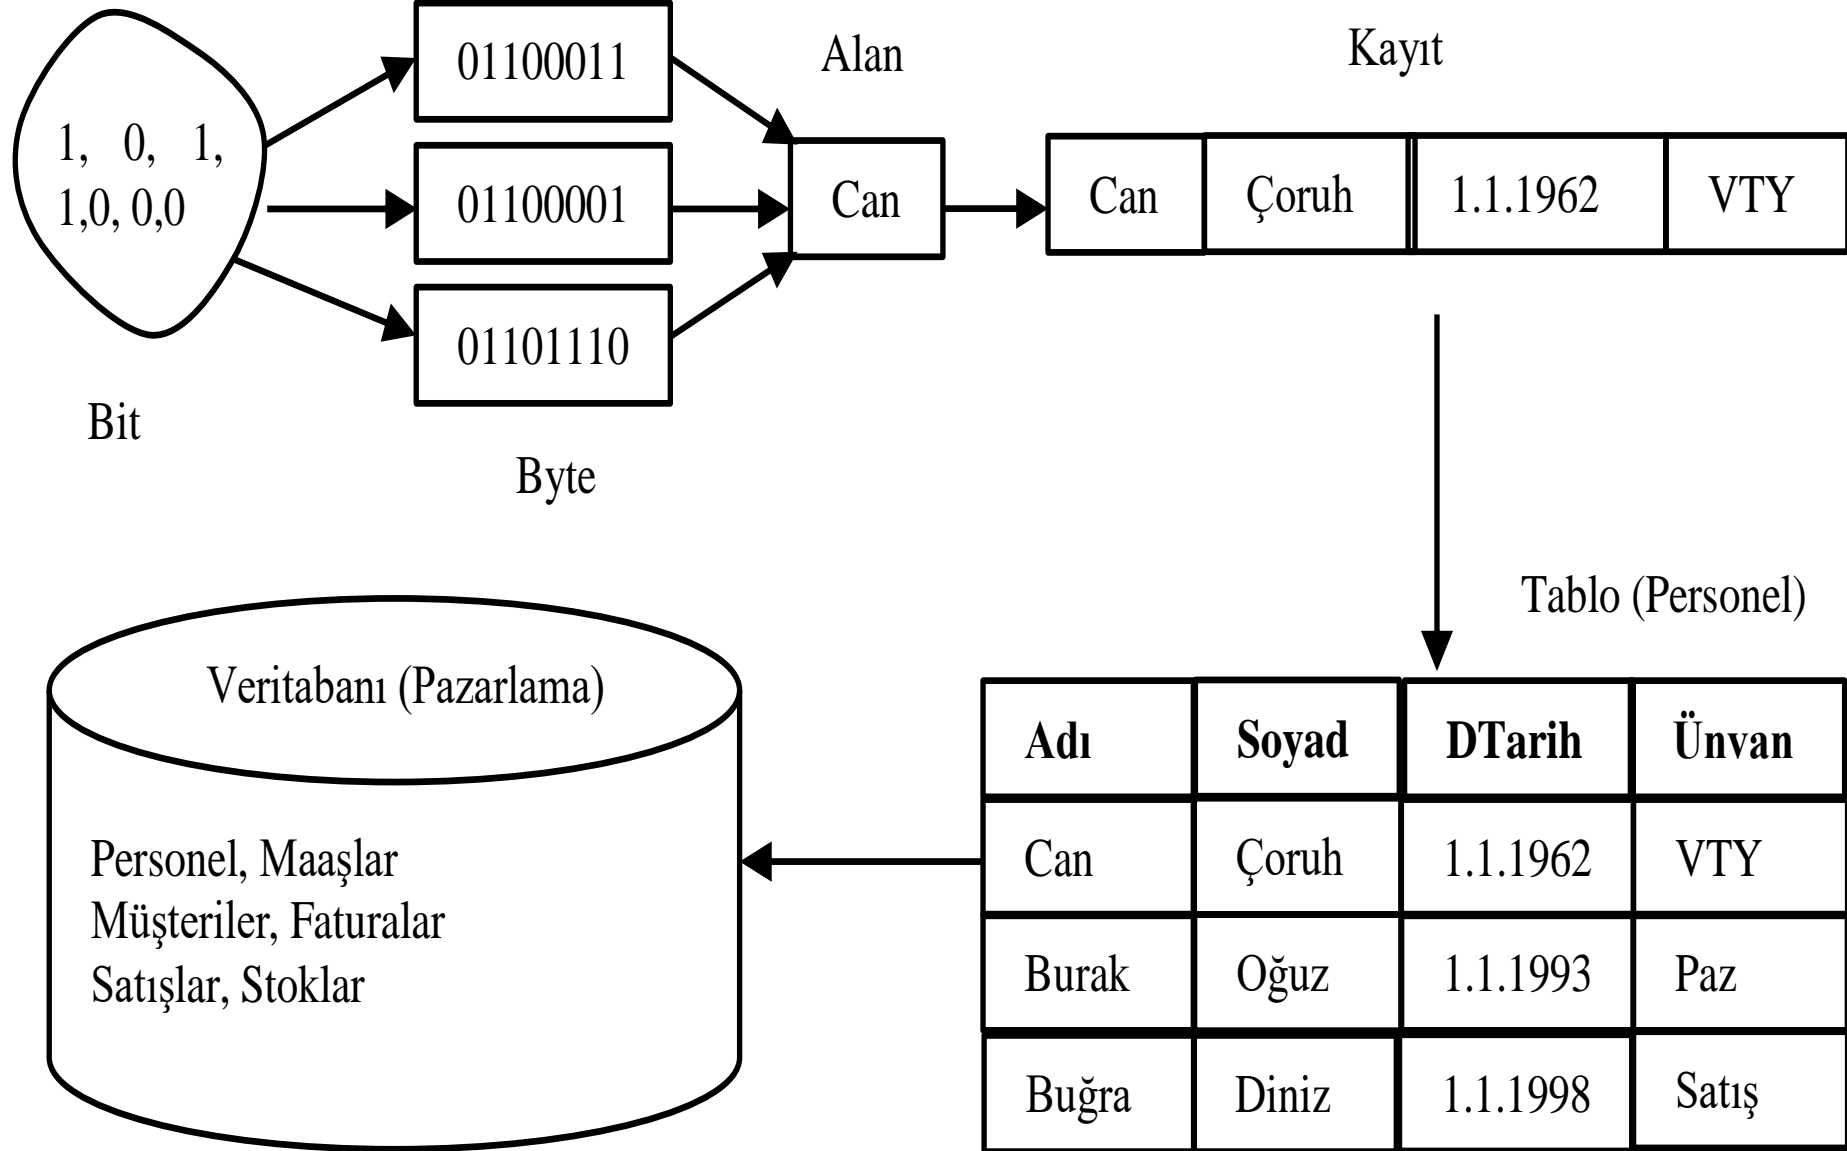 1, 0, 1,
1,0, 0,0
Bit
01100011
01100001
01101110
Byte
Alan
Can
Kayıt
Can Çoruh 1.1.1962 VTY
Tablo (Personel)
Adı Soyad DTarih Ünvan
Can Çoruh 1.1.1962 VTY
Burak Oğuz 1.1.1993 Paz
Buğra Diniz 1.1.1998 Satış
Veritabanı (Pazarlama)
Personel, Maaşlar
Müşteriler, Faturalar
Satışlar, Stoklar